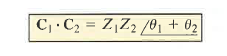 C₁ · C₂ = Z₁Z₂ /θ₁ + θ₂